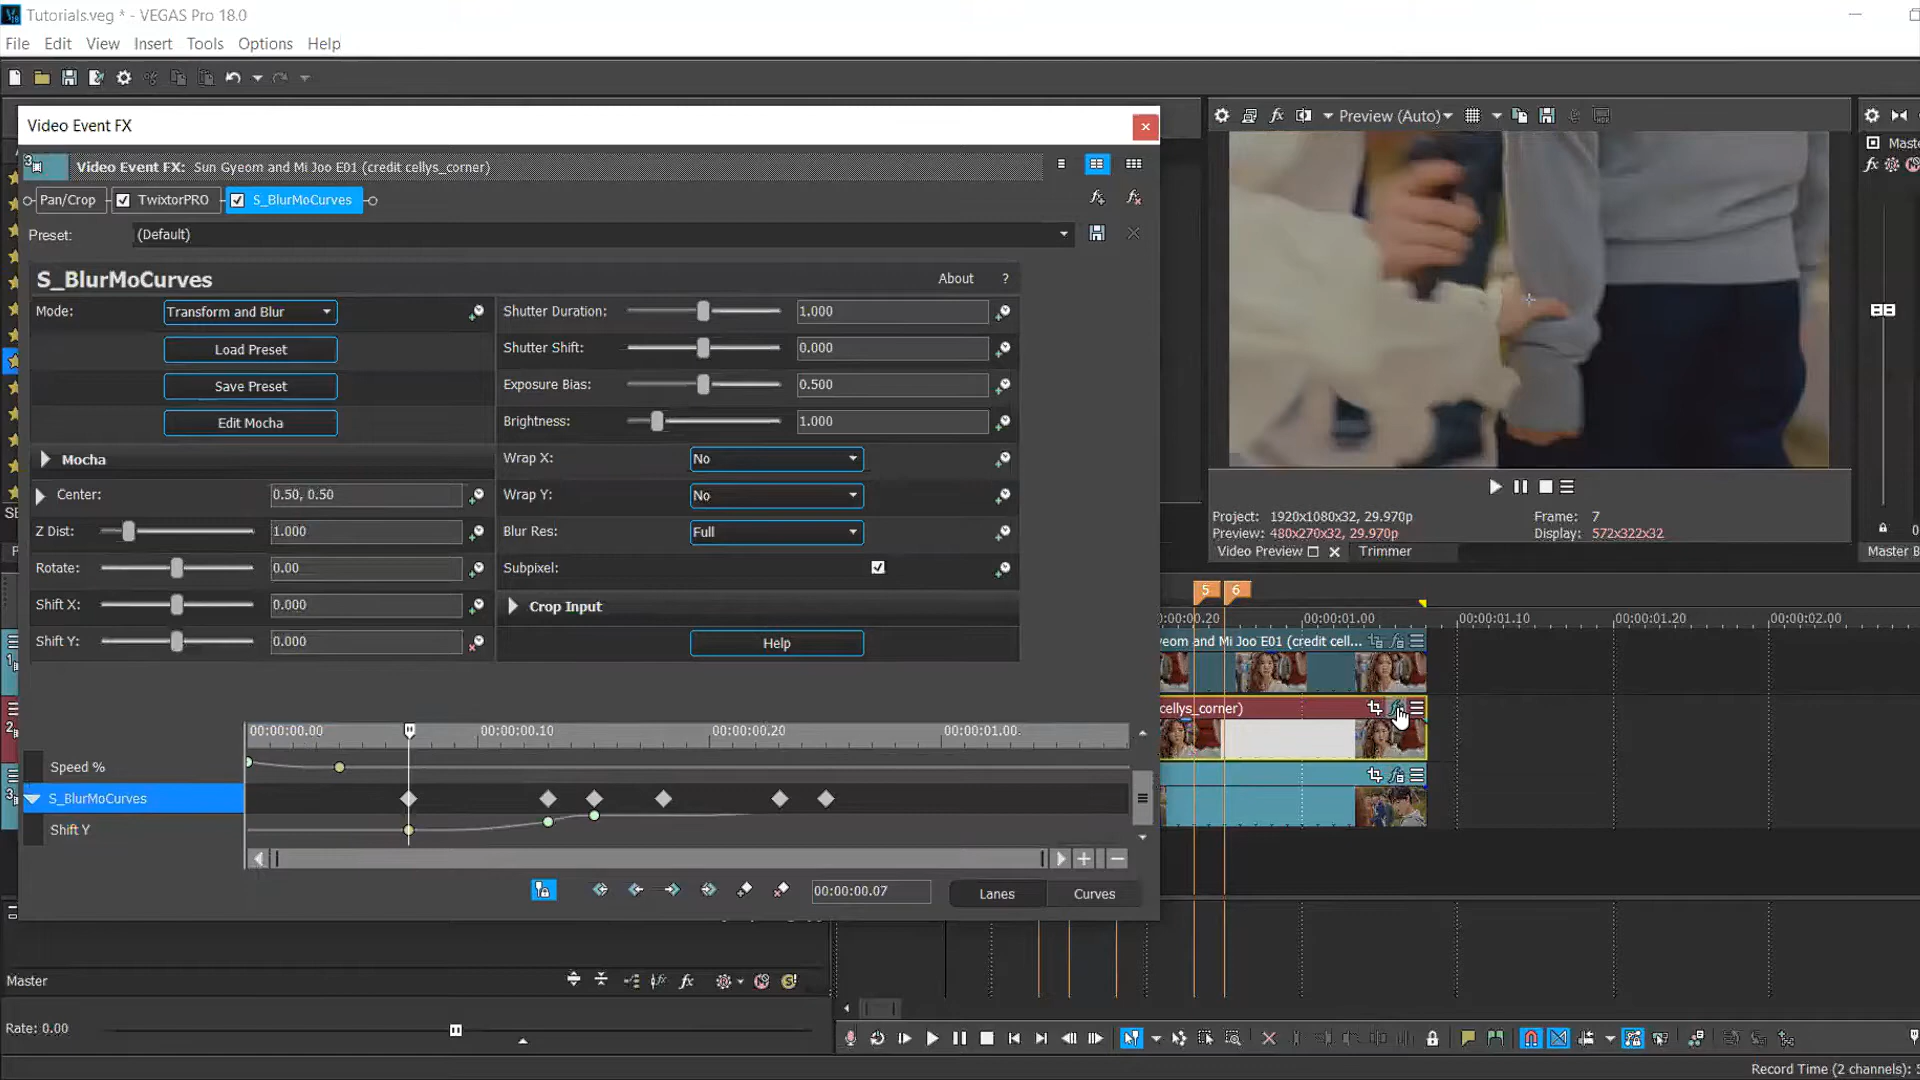 Tutorials.veg * - VEGAS Pro 18.0
File Edit View Insert Tools Options Help
Video Event FX
Video Event FX: Sun Gyeom and Mi Joo E01 (credit cellys_corner)
Pan/Crop TwixtorPRO S_BlurMoCurves
Preset: (Default)
S_BlurMoCurves About ?
Mode: Transform and Blur
Load Preset
Save Preset
Edit Mocha
Mocha
Center: 0.50, 0.50
Z Dist: 1.000
Rotate: 0.00
Shift X: 0.000
Shift Y: 0.000
Shutter Duration: 1.000
Shutter Shift: 0.000
Exposure Bias: 0.500
Brightness: 1.000
Wrap X: No
Wrap Y: No
Blur Res: Full
Subpixel:
Crop Input
Help
00:00:00.00 00:00:00.10 00:00:00.20 00:00:01.00
Speed %
S_BlurMoCurves
Shift Y
00:00:00.07 Lanes Curves
Preview (Auto)
Project: 1920x1080x32, 29.970p
Preview: 480x270x32, 29.970p
Frame: 7
Display: 572x322x32
Video Preview Trimmer
Master B
5 6
00:00:01.00 00:00:01.10 00:00:01.20 00:00:02.00
and Mi Joo E01 (credit cell...
cellys_corner)
1
2
3
Master
Rate: 0.00
Record Time (2 channels):